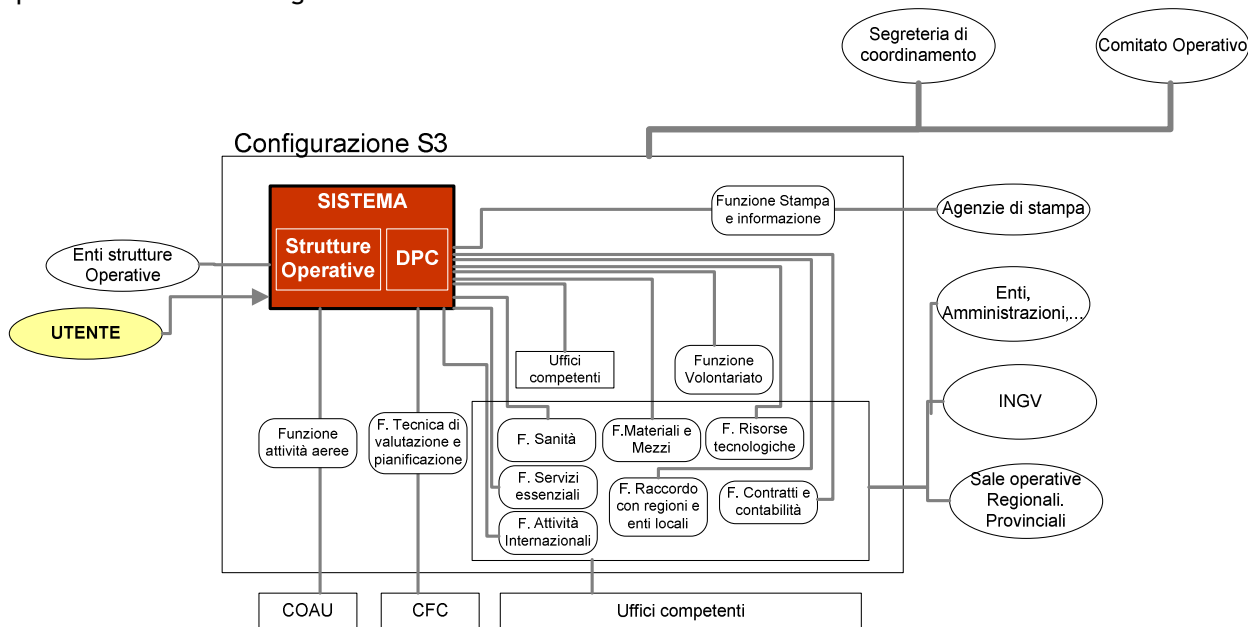 Segreteria di
coordinamento
Comitato Operativo
Configurazione S3
SISTEMA
Strutture
Operative
DPC
Funzione Stampa
e informazione
Agenzie di stampa
Enti strutture
Operative
UTENTE
Enti,
Amministrazioni,...
Uffici
competenti
Funzione
Volontariato
INGV
Funzione
attività aeree
F. Tecnica di
valutazione e
pianificazione
F. Sanità
F.Materiali e
Mezzi
F. Risorse
tecnologiche
F. Servizi
essenziali
F. Raccordo
con regioni e
enti locali
F. Contratti e
contabilità
F. Attività
Internazionali
Sale operative
Regionali.
Provinciali
COAU
CFC
Uffici competenti